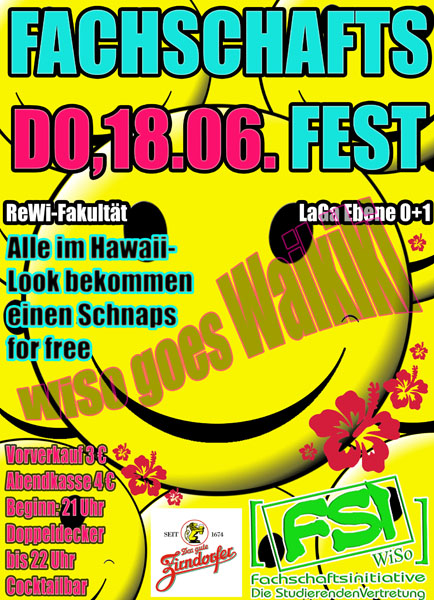 FACHSCHAFTS
DO,18.06. FEST
ReWi-Fakultät
LaGa Ebene 0+1
Alle im Hawaii-
Look bekommen
einen Schnaps
for free
wiso goes Waikiki
Vorverkauf 3 €
Abendkasse 4 €
Beginn: 21 Uhr
Doppeldecker
bis 22 Uhr
Cocktailbar
SEIT 1674
Das gute
Zirndorfer
[FSI]
WiSo
Fachschaftsinitiative
Die StudierendenVertretung